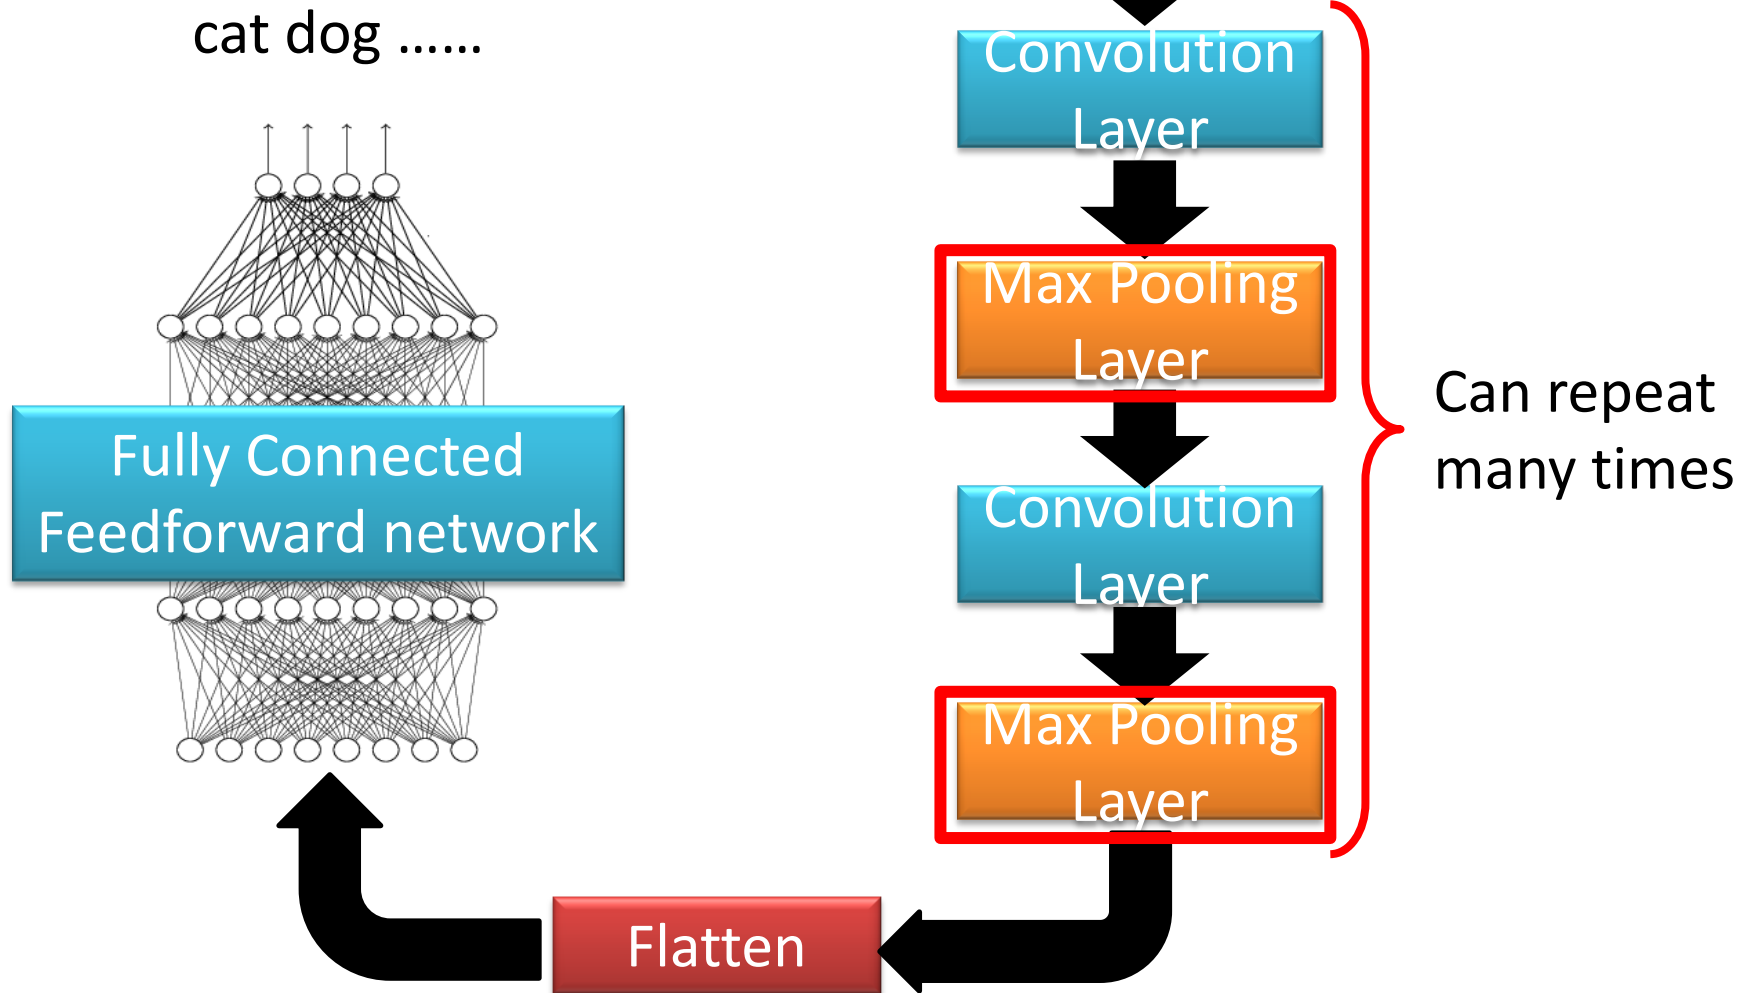 cat dog ……
Convolution
Layer
Max Pooling
Layer
Convolution
Layer
Max Pooling
Layer
Can repeat
many times
Flatten
Fully Connected
Feedforward network